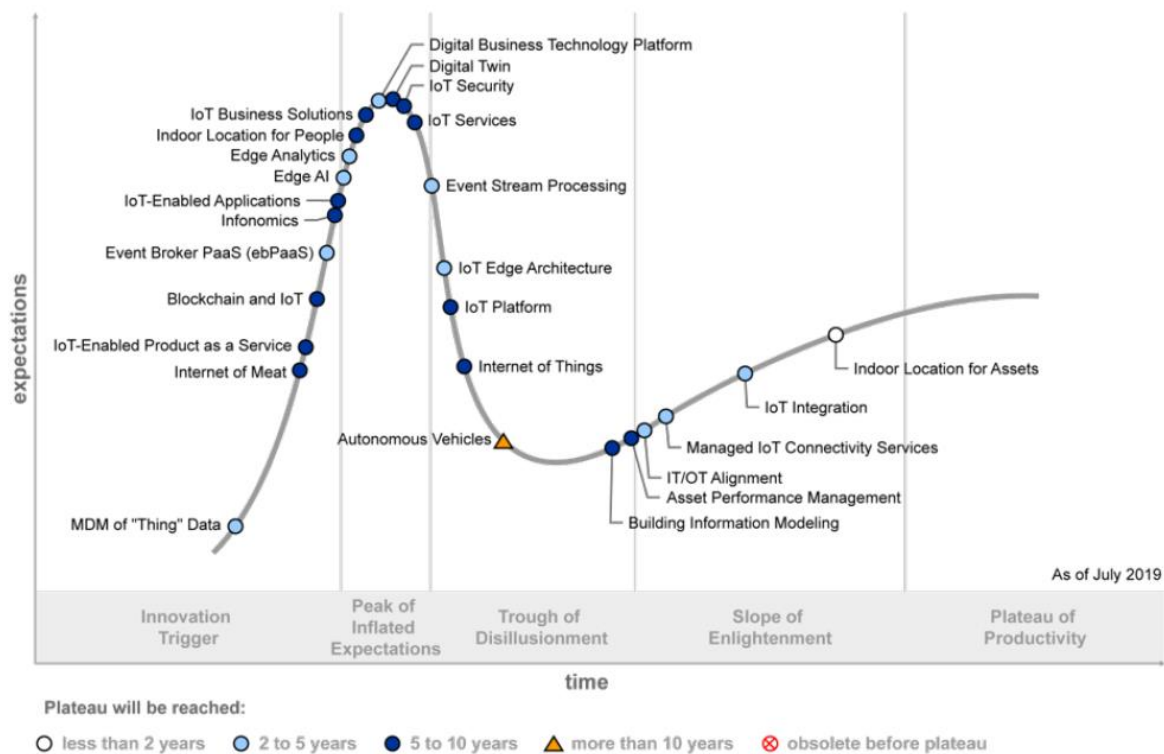 Digital Business Technology Platform
Digital Twin
IoT Security
IoT Business Solutions
IoT Services
Indoor Location for People
Edge Analytics
Edge AI
Event Stream Processing
IoT-Enabled Applications
Infonomics
Event Broker PaaS (ebPaaS)
IoT Edge Architecture
Blockchain and IoT
IoT Platform
IoT-Enabled Product as a Service
Internet of Meat
Internet of Things
Indoor Location for Assets
IoT Integration
Autonomous Vehicles
Managed IoT Connectivity Services
IT/OT Alignment
Asset Performance Management
Building Information Modeling
MDM of "Thing" Data
expectations
As of July 2019
Innovation
Trigger
Peak of
Inflated
Expectations
Trough of
Disillusionment
Slope of
Enlightenment
Plateau of
Productivity
time
Plateau will be reached:
less than 2 years
2 to 5 years
5 to 10 years
more than 10 years
obsolete before plateau